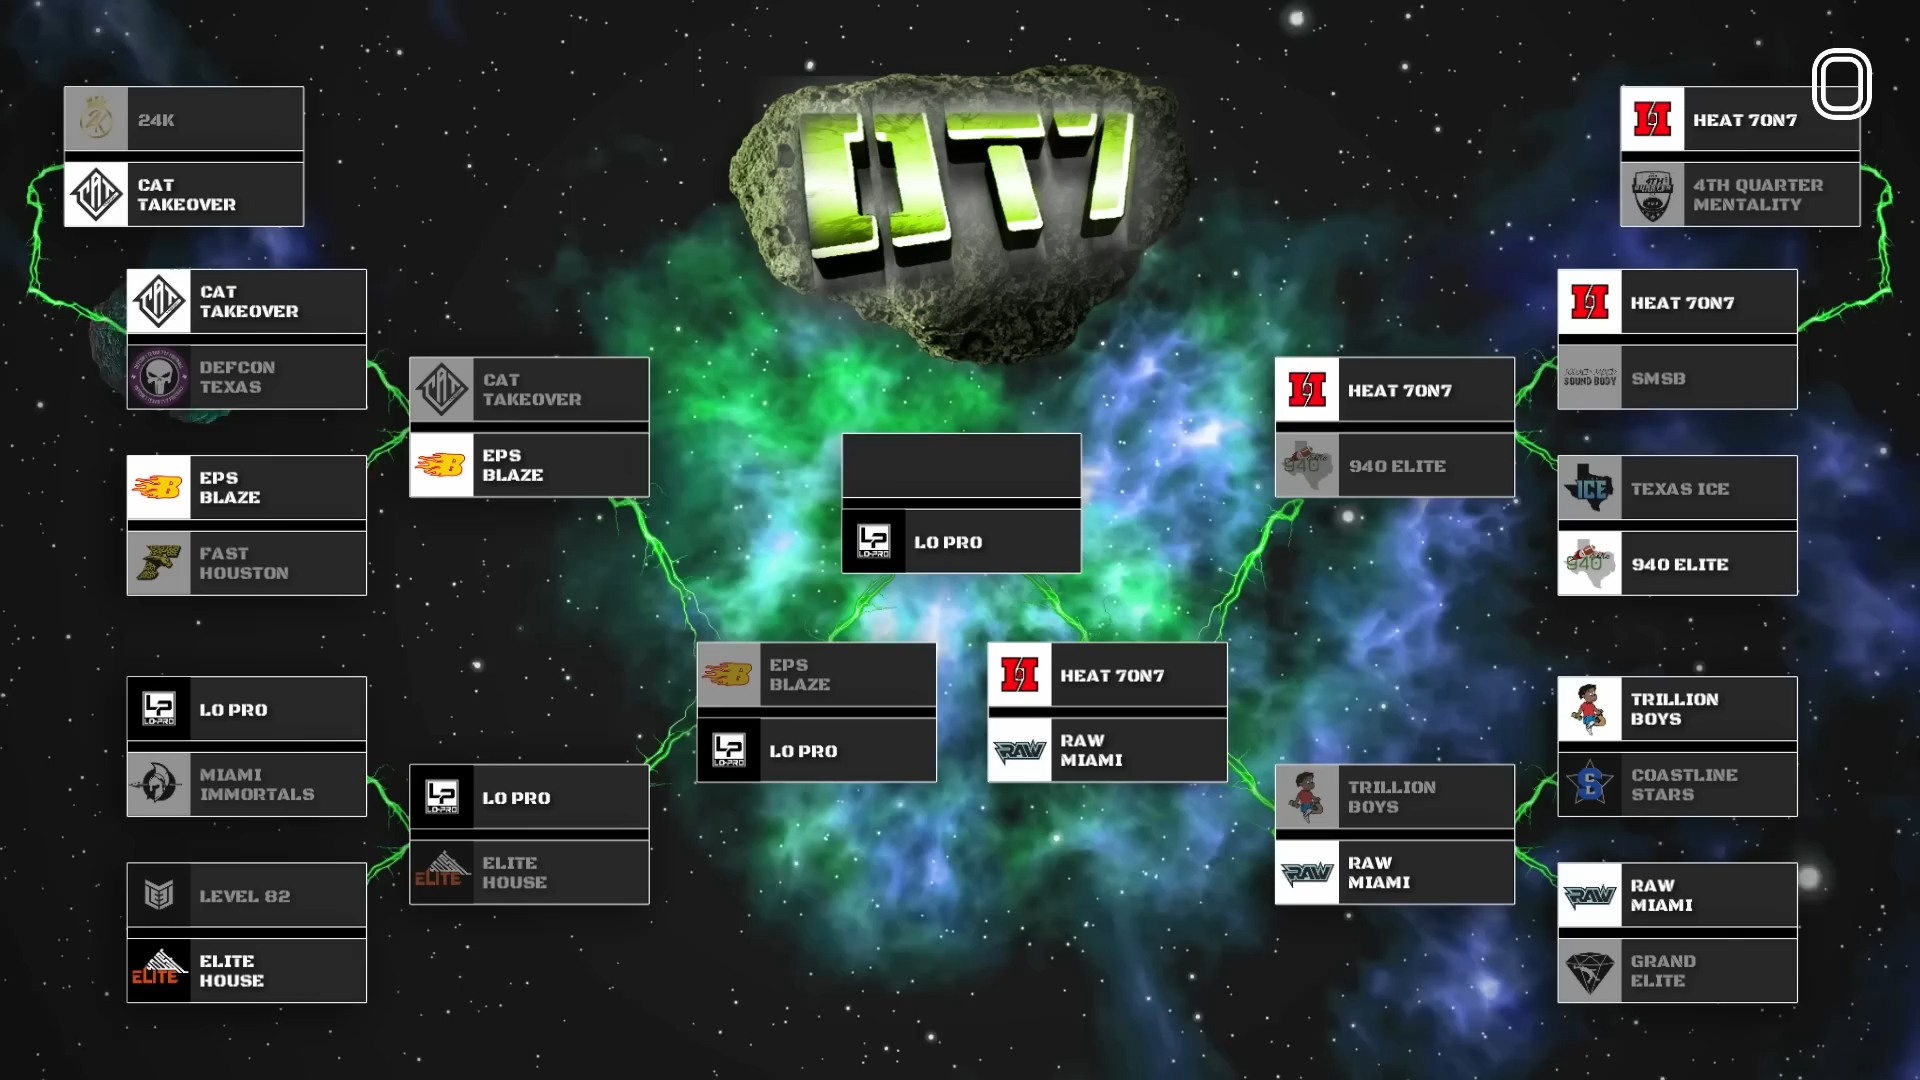 OT7
24K
CAT
TAKEOVER
CAT
TAKEOVER
DEFCON
TEXAS
EPS
BLAZE
FAST
HOUSTON
LO PRO
MIAMI
IMMORTALS
LEVEL 82
ELITE
HOUSE
CAT
TAKEOVER
EPS
BLAZE
LO PRO
ELITE
HOUSE
EPS
BLAZE
LO PRO
LO PRO
HEAT 7ON7
RAW
MIAMI
HEAT 7ON7
940 ELITE
TRILLION
BOYS
RAW
MIAMI
HEAT 7ON7
4TH QUARTER
MENTALITY
HEAT 7ON7
SMSB
TEXAS ICE
940 ELITE
TRILLION
BOYS
COASTLINE
STARS
RAW
MIAMI
GRAND
ELITE